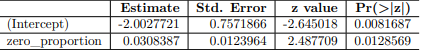 Estimate Std. Error z value Pr(>|z|)
(Intercept) -2.0027721 0.7571866 -2.645018 0.0081687
zero_proportion 0.0308387 0.0123964 2.487709 0.0128569